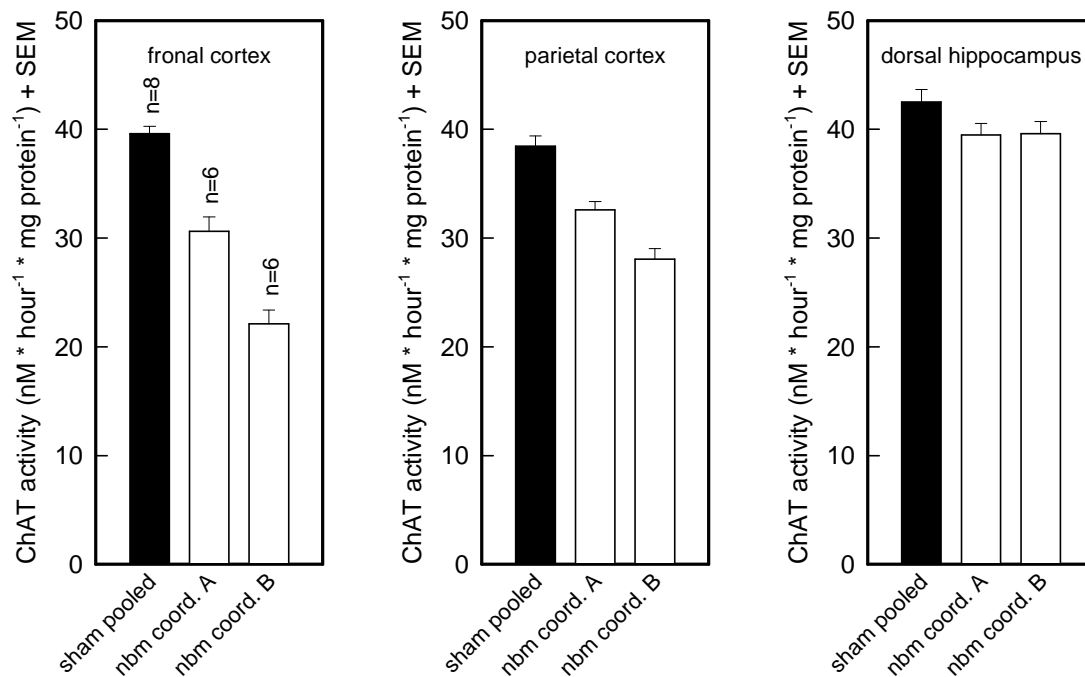 ChAT activity (nM * hour-1 * mg protein-1) + SEM
50
40
30
20
10
0
fronal cortex
n=8
n=6
n=6
sham pooled
nbm coord. A
nbm coord. B
ChAT activity (nM * hour-1 * mg protein-1) + SEM
50
40
30
20
10
0
parietal cortex
sham pooled
nbm coord. A
nbm coord. B
ChAT activity (nM * hour-1 * mg protein-1) + SEM
50
40
30
20
10
0
dorsal hippocampus
sham pooled
nbm coord. A
nbm coord. B